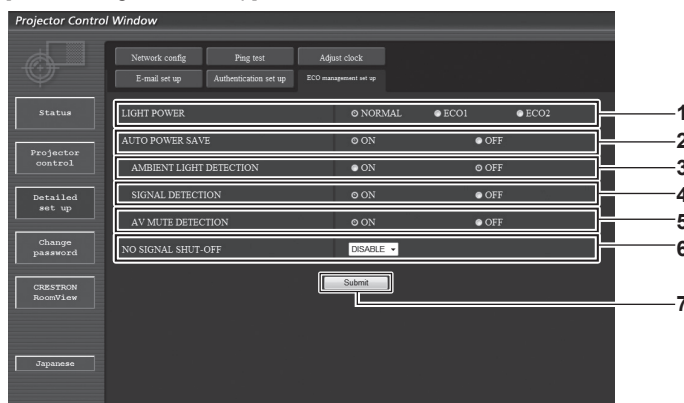 Projector Control Window
Network config Ping test Adjust clock
E-mail set up Authentication set up ECO management set up
Status
Projector
control
Detailed
set up
Change
password
CRESTRON
RoomView
Japanese
LIGHT POWER NORMAL ECO1 ECO2 1
AUTO POWER SAVE ON OFF 2
AMBIENT LIGHT DETECTION ON OFF 3
SIGNAL DETECTION ON OFF 4
AV MUTE DETECTION ON OFF 5
NO SIGNAL SHUT-OFF DISABLE 6
Submit 7